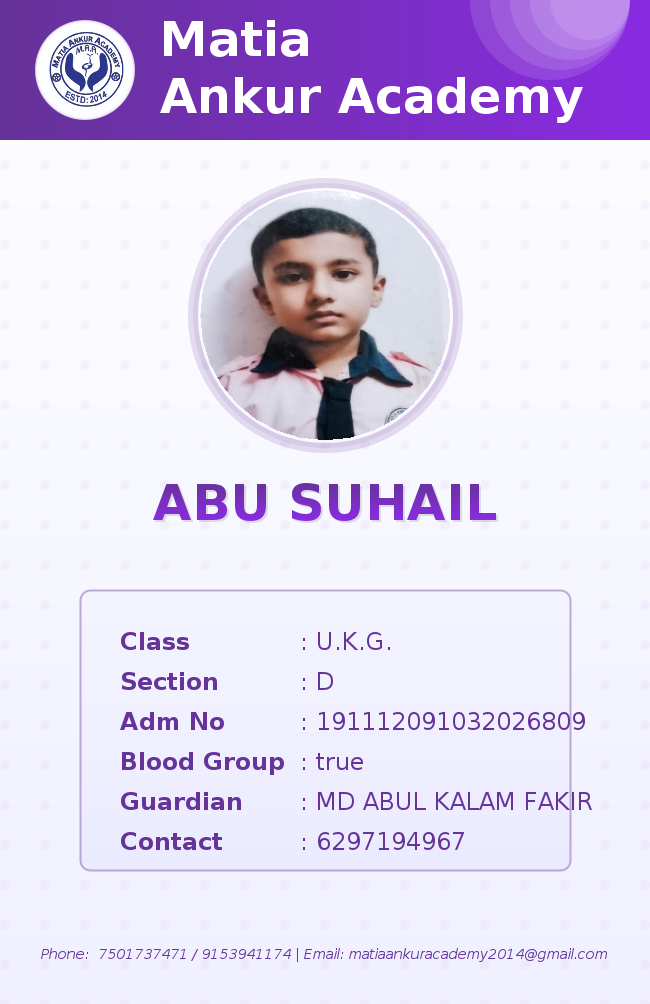 MATIA ANKUR ACADEMY
M.A.A
ESTD: 2014
Matia
Ankur Academy
ABU SUHAIL
Class : U.K.G.
Section : D
Adm No : 191112091032026809
Blood Group : true
Guardian : MD ABUL KALAM FAKIR
Contact : 6297194967
Phone: 7501737471 / 9153941174 | Email: matiaankuracademy2014@gmail.com